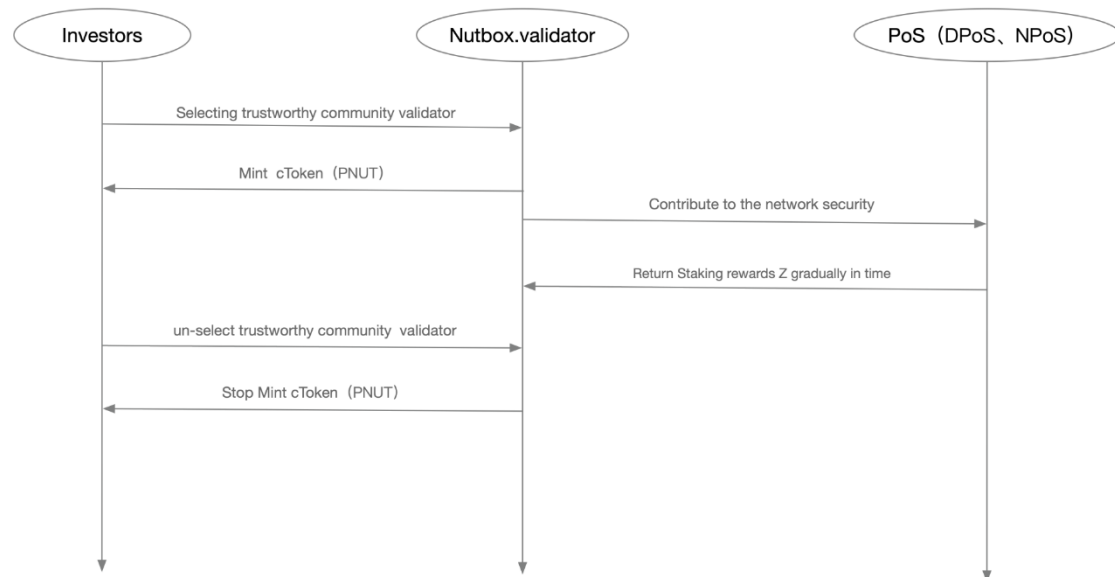 Investors
Nutbox.validator
PoS（DPoS、NPoS）
Selecting trustworthy community validator
Mint cToken（PNUT）
Contribute to the network security
Return Staking rewards Z gradually in time
un-select trustworthy community validator
Stop Mint cToken（PNUT）